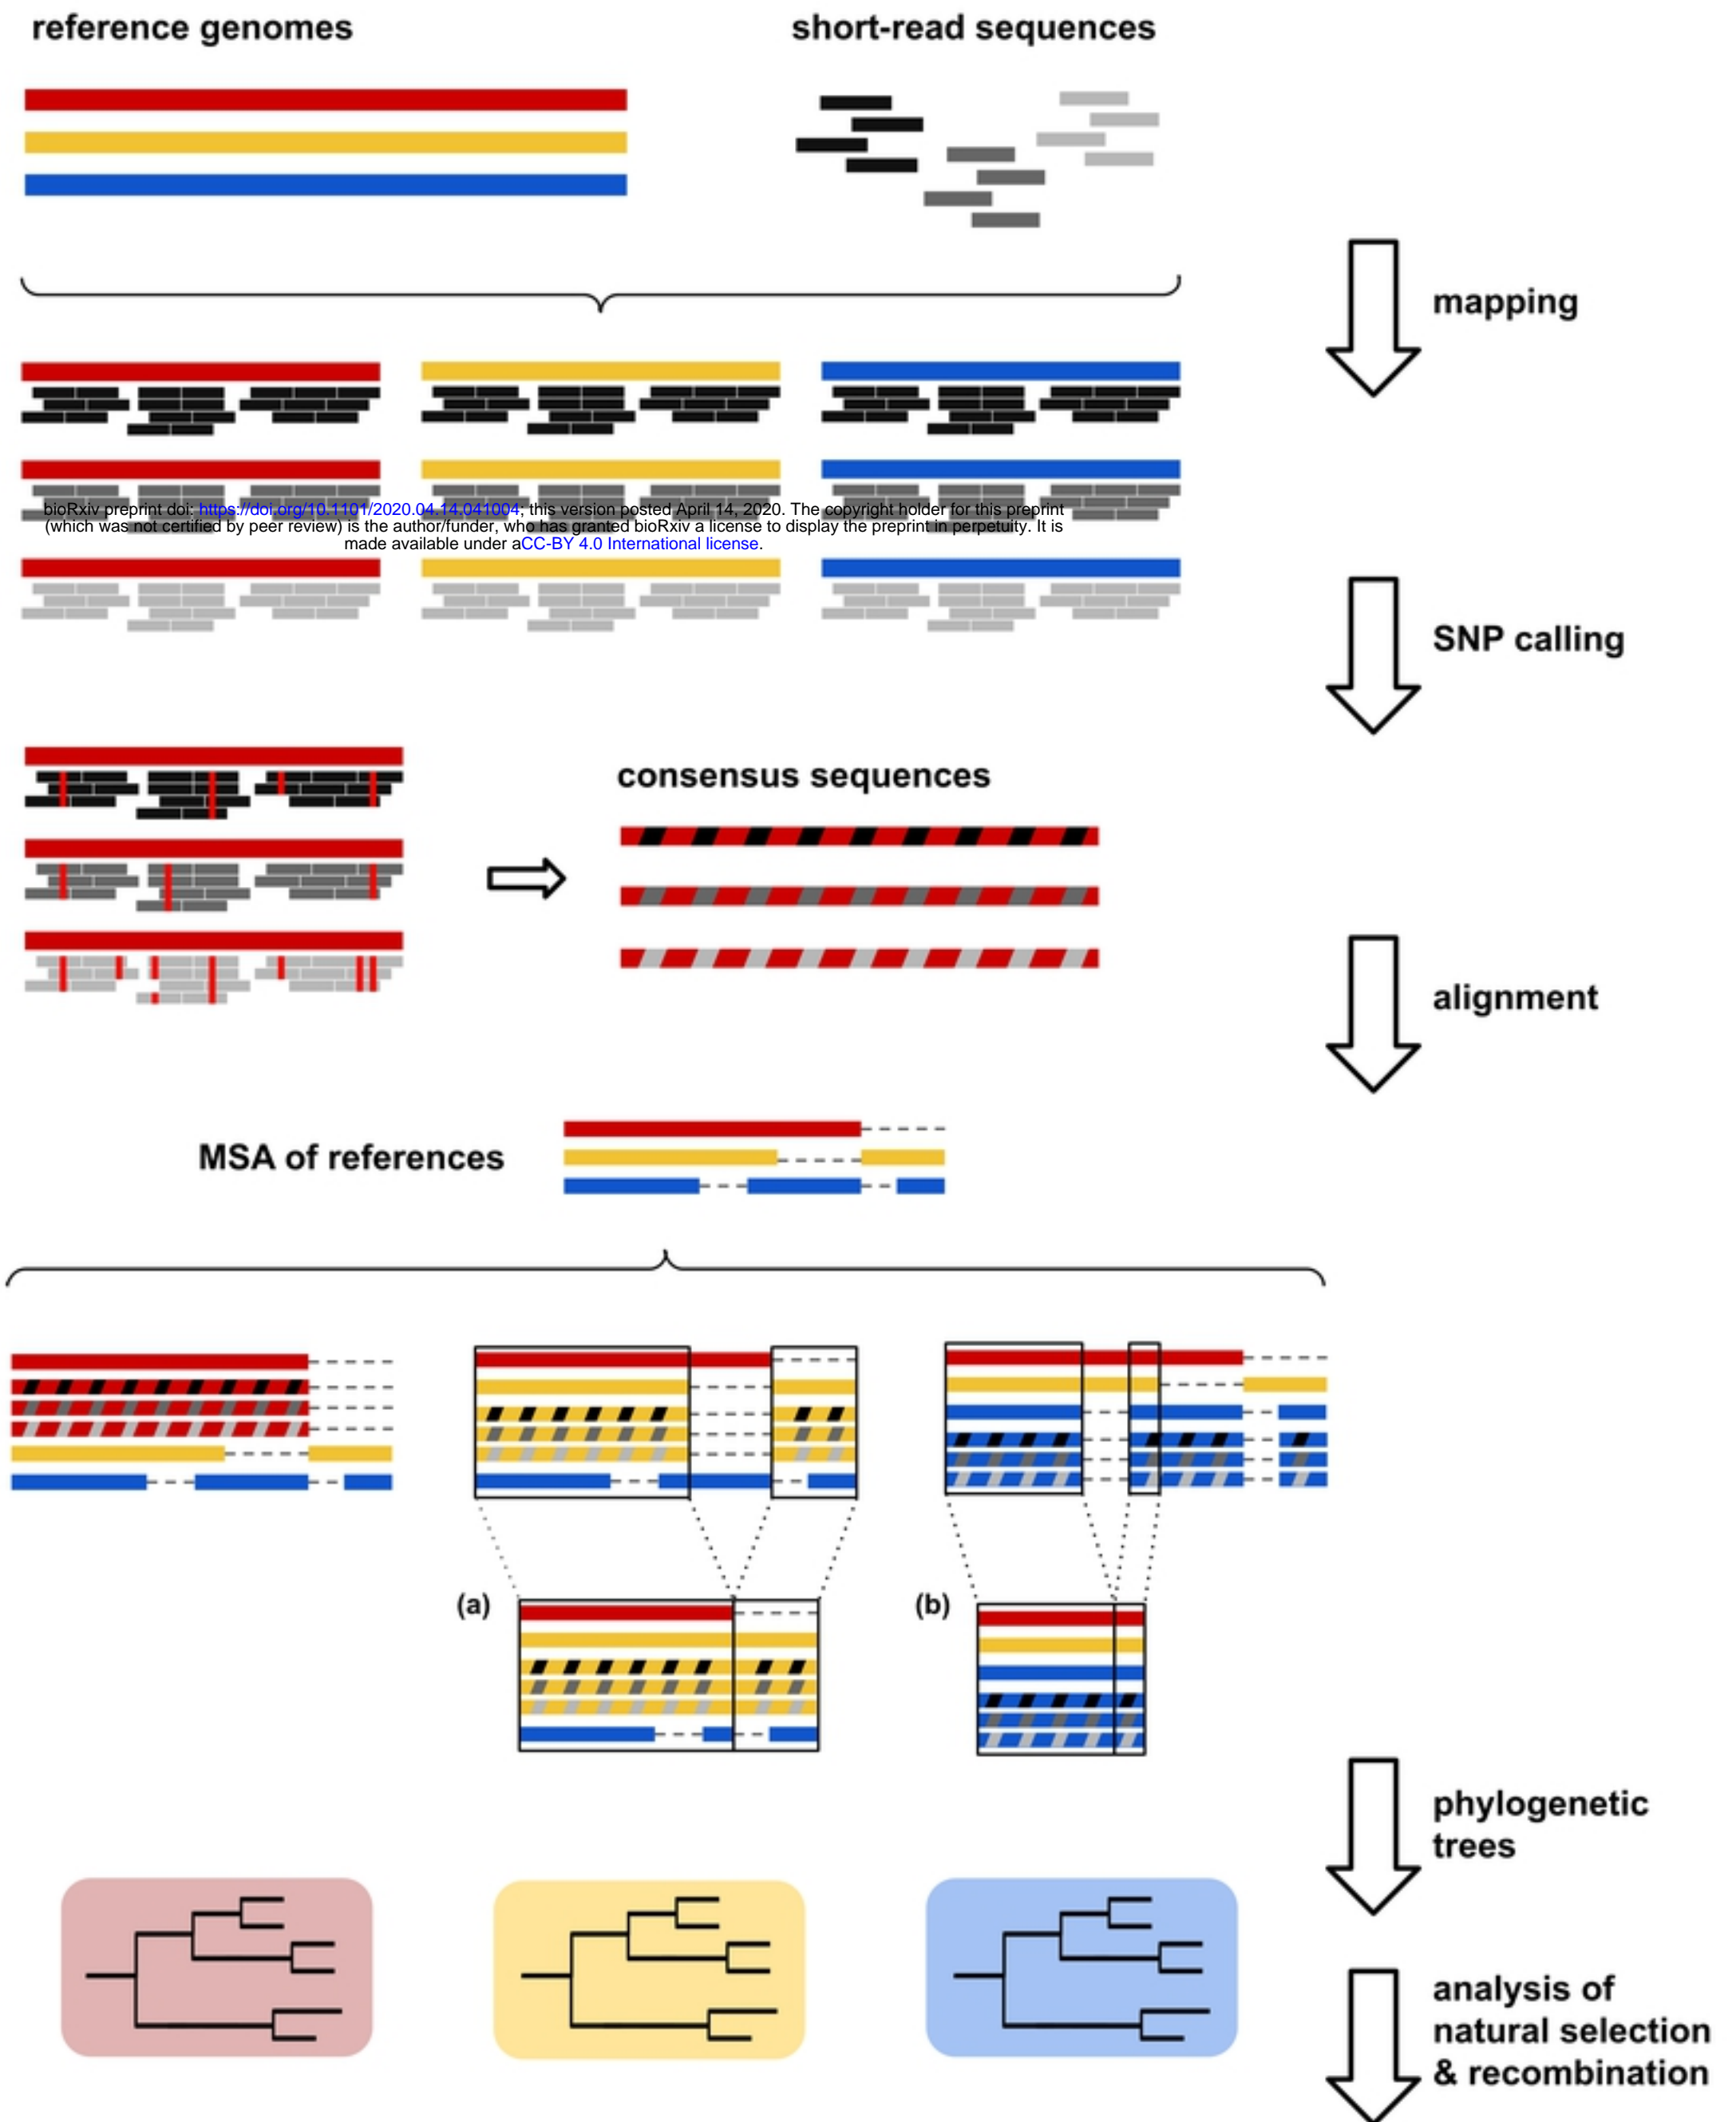 reference genomes
short-read sequences
mapping
bioRxiv preprint doi: https://doi.org/10.1101/2020.04.14.041004; this version posted April 14, 2020. The copyright holder for this preprint
(which was not certified by peer review) is the author/funder, who has granted bioRxiv a license to display the preprint in perpetuity. It is
made available under aCC-BY 4.0 International license.
SNP calling
consensus sequences
alignment
MSA of references
(a)
(b)
phylogenetic
trees
analysis of
natural selection
& recombination